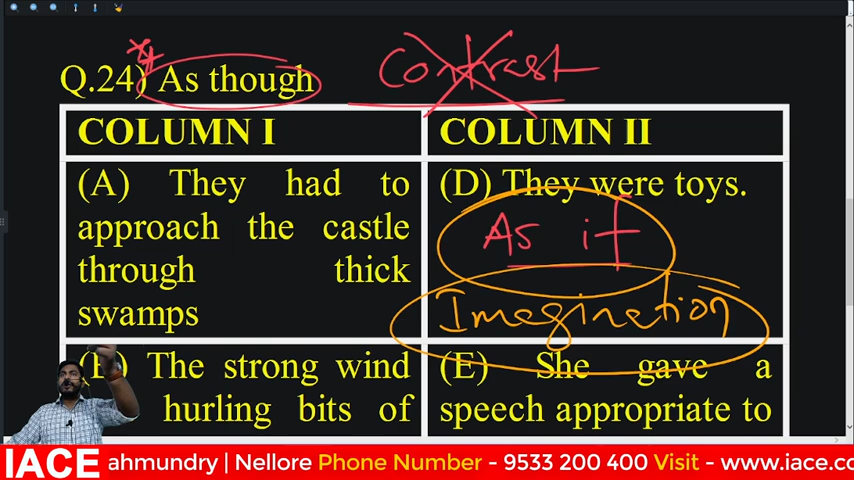 Q.24) As though Contrast
COLUMN I
COLUMN II
(A) They had to
approach the castle
through thick
swamps
(D) They were toys.
As if
Imagination
(B) The strong wind
hurling bits of
(E) She gave a
speech appropriate to
IACE ahmundry | Nellore Phone Number - 9533 200 400 Visit - www.iace.co